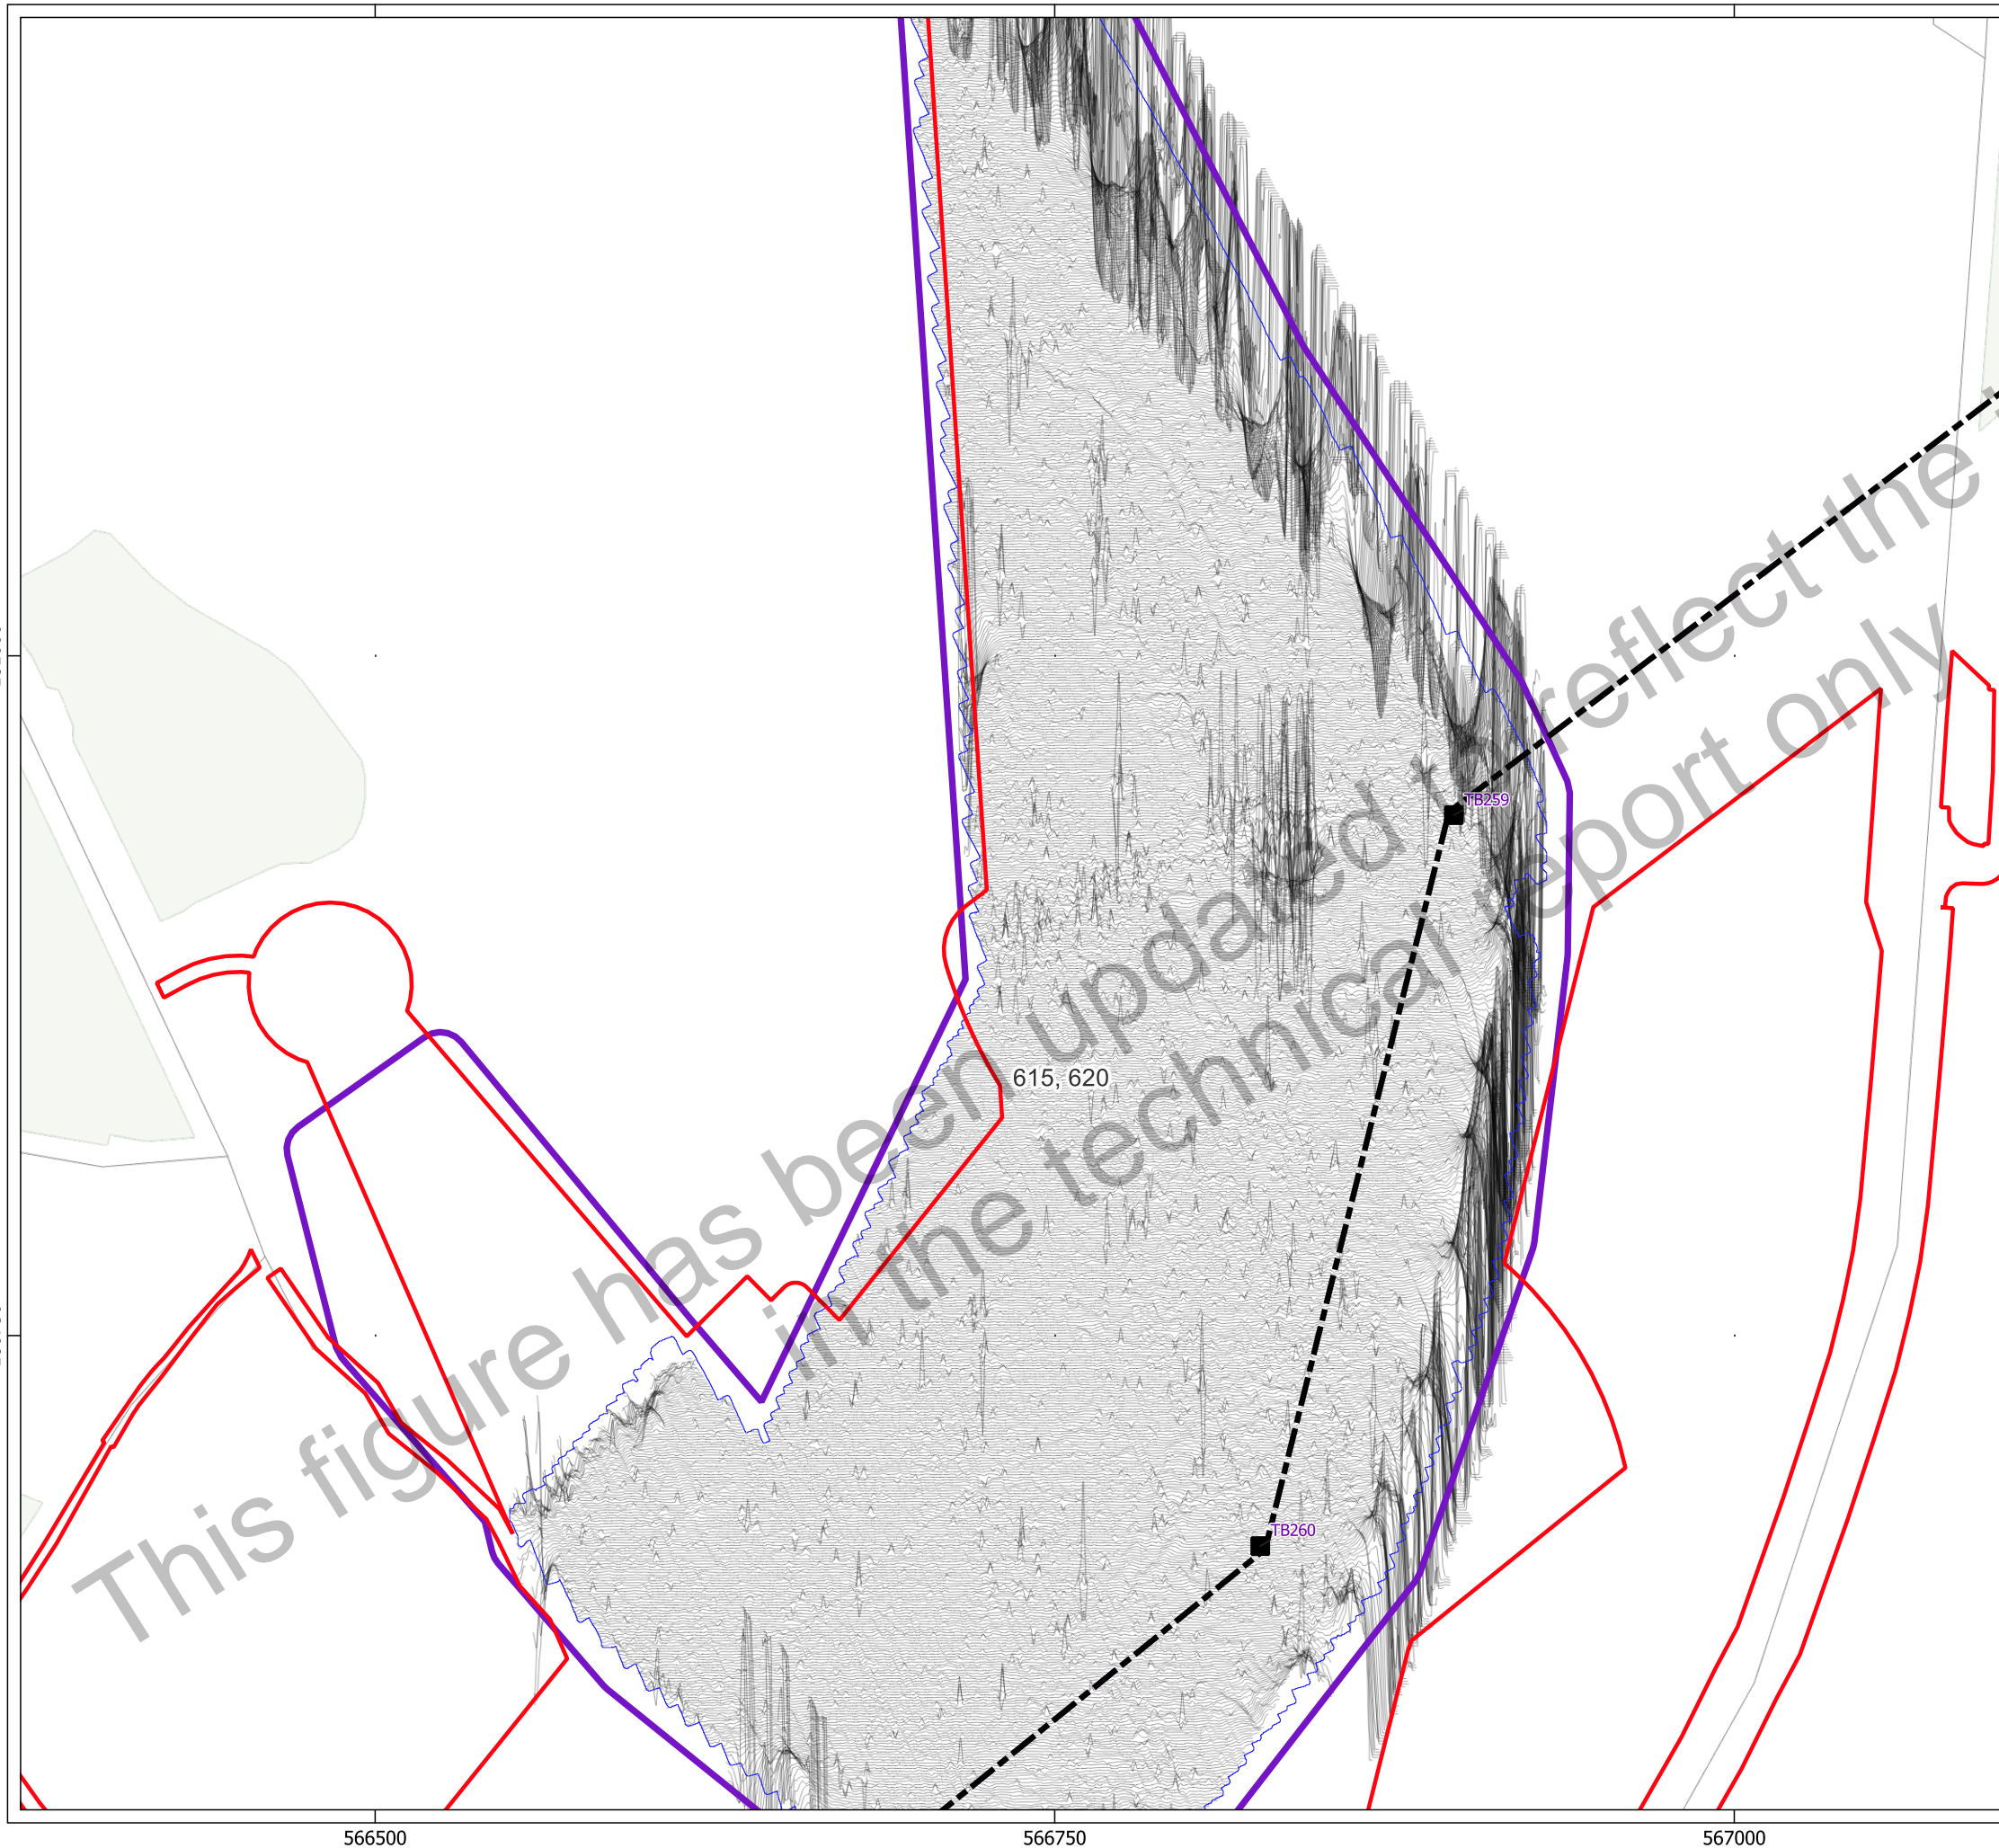 TB259
615, 620
TB260
This figure has been updated reflect the
in the technical report only
566500
566750
567000